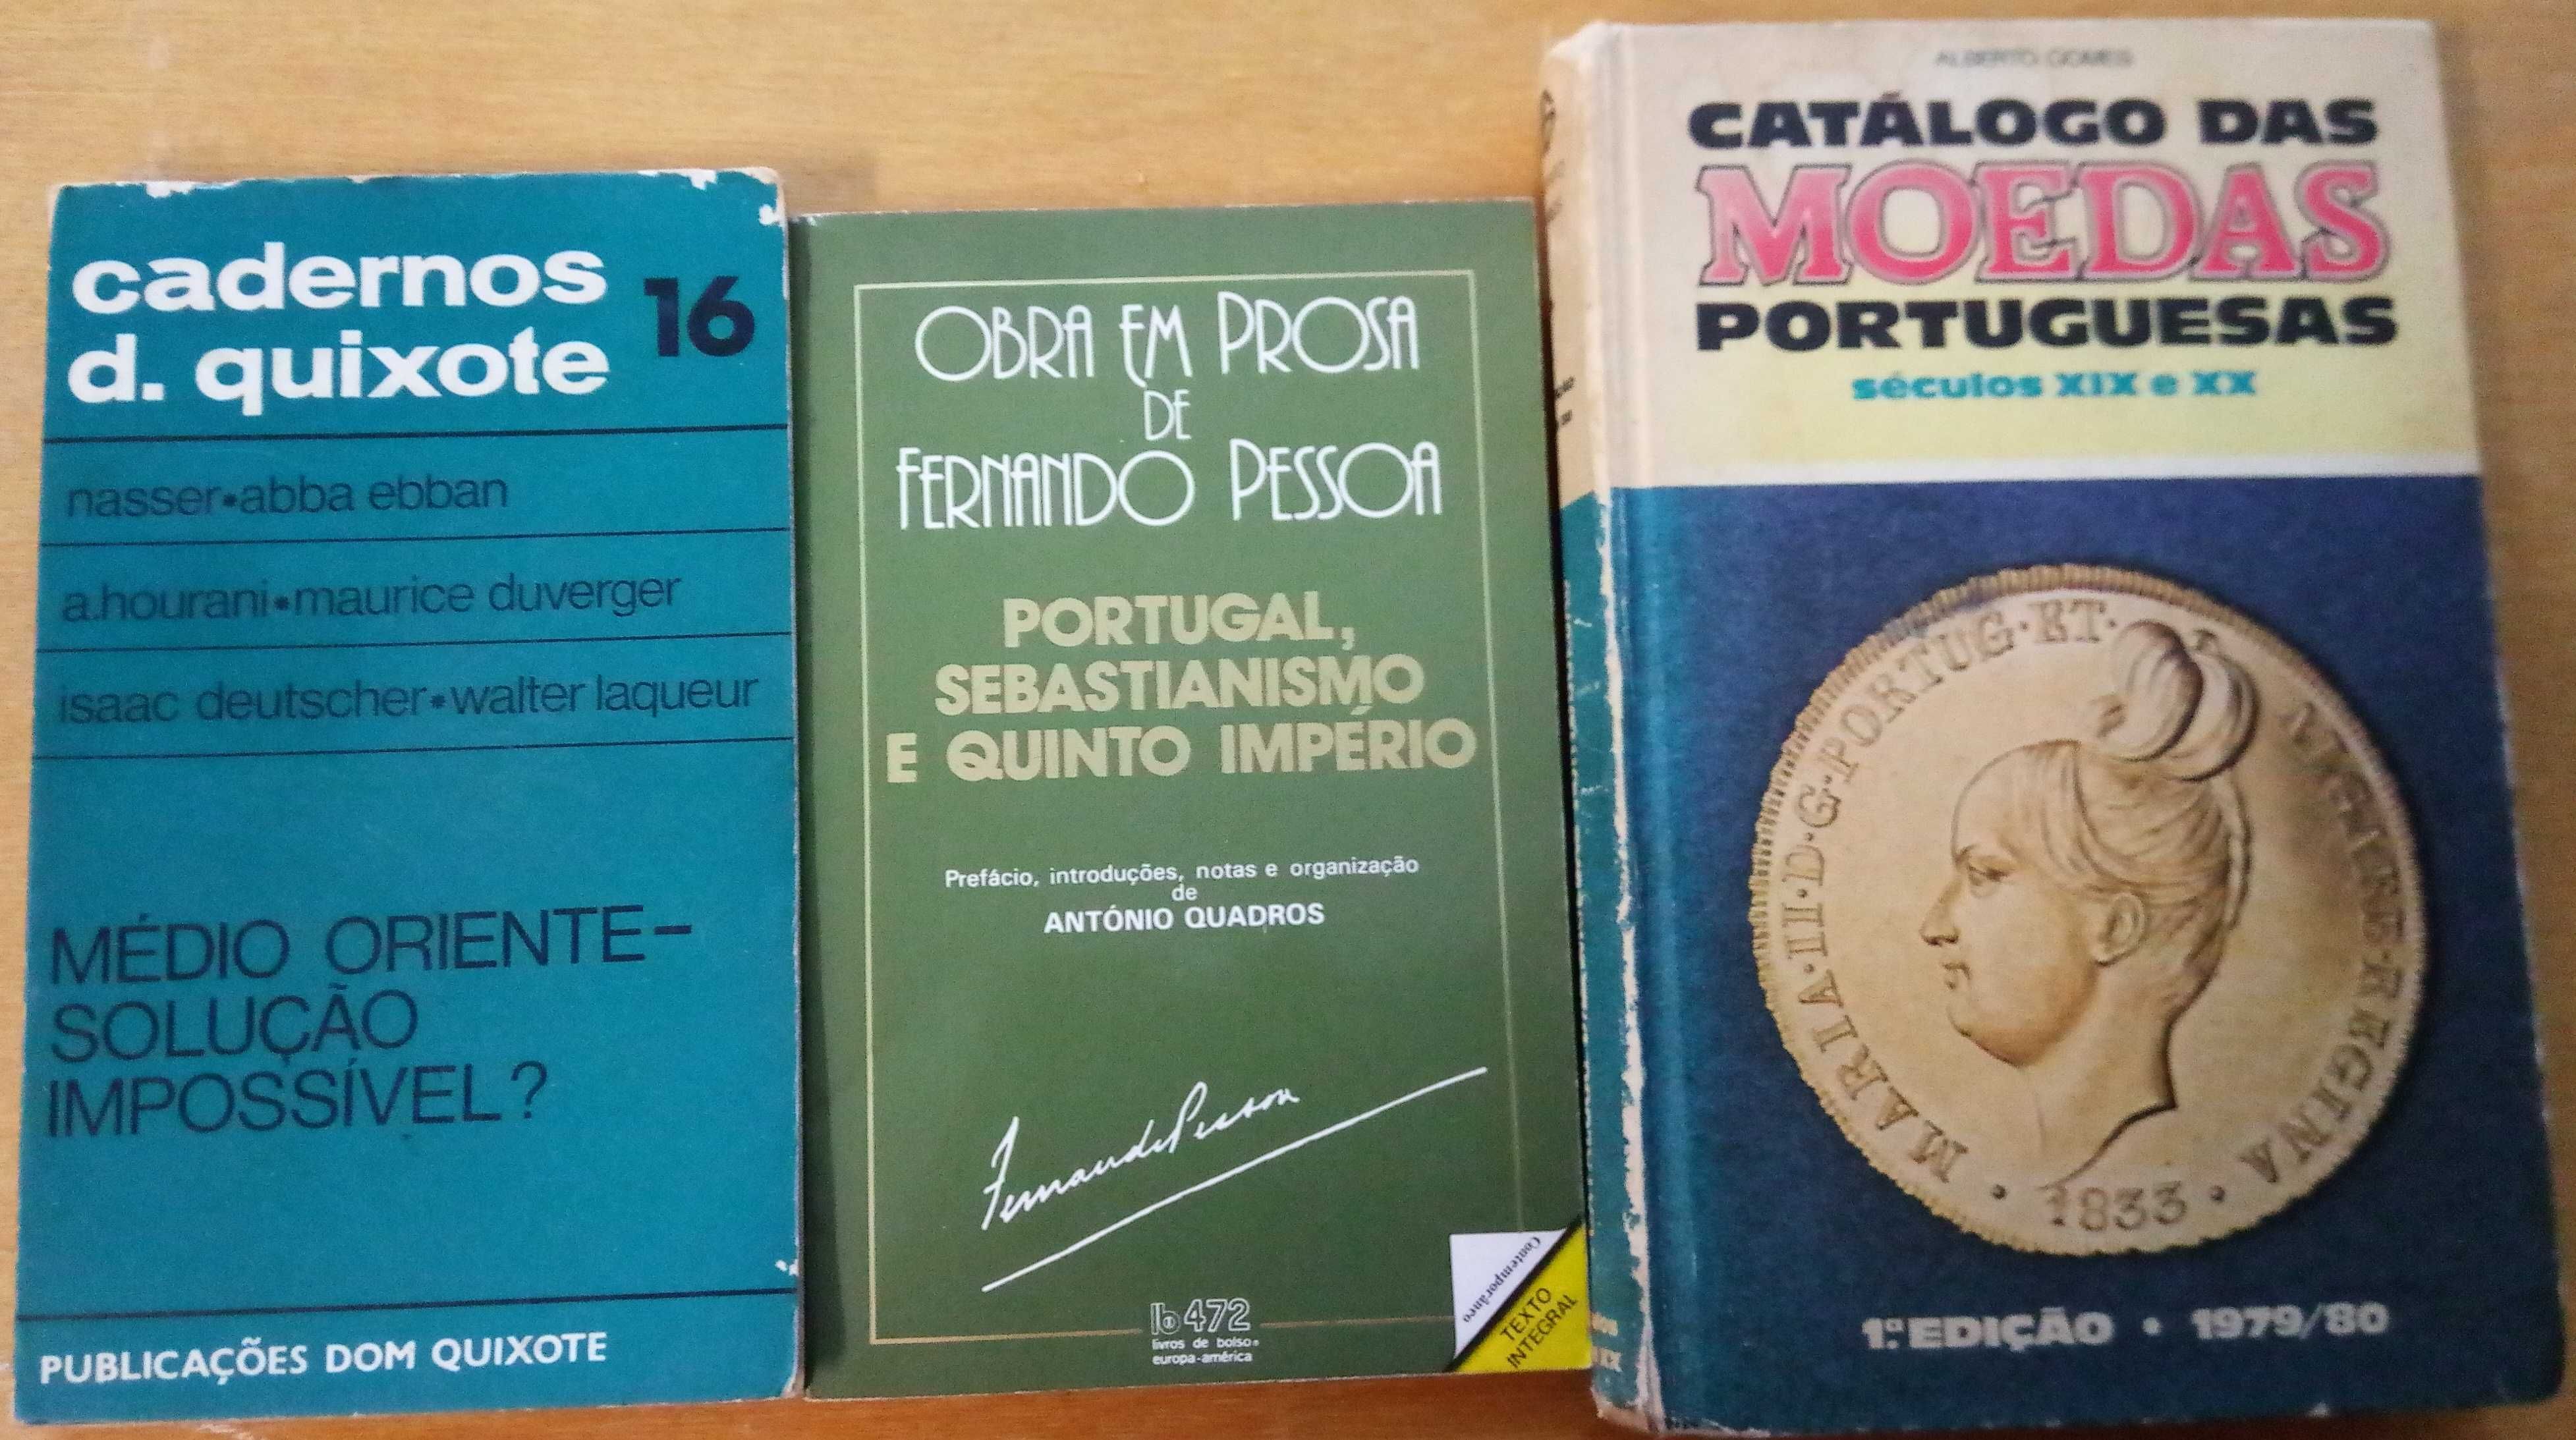 cadernos
d. quixote
16
nasser•abba ebban
a.hourani•maurice duverger
isaac deutscher•walter laqueur
MÉDIO ORIENTE–
SOLUÇÃO
IMPOSSÍVEL?
PUBLICAÇÕES DOM QUIXOTE
OBRA EM PROSA
DE
FERNANDO PESSOA
PORTUGAL,
SEBASTIANISMO
E QUINTO IMPÉRIO
Prefácio, introduções, notas e organização
de
ANTÓNIO QUADROS
Fernando Pessoa
lb 472
livros de bolso
europa-américa
Contemporâneo
TEXTO
INTEGRAL
ALBERTO GOMES
CATÁLOGO DAS
MOEDAS
PORTUGUESAS
séculos XIX e XX
MARIA·II·D·G·PORTUG·ET· REGINA
• 1833 •
1.ª EDIÇÃO • 1979/80